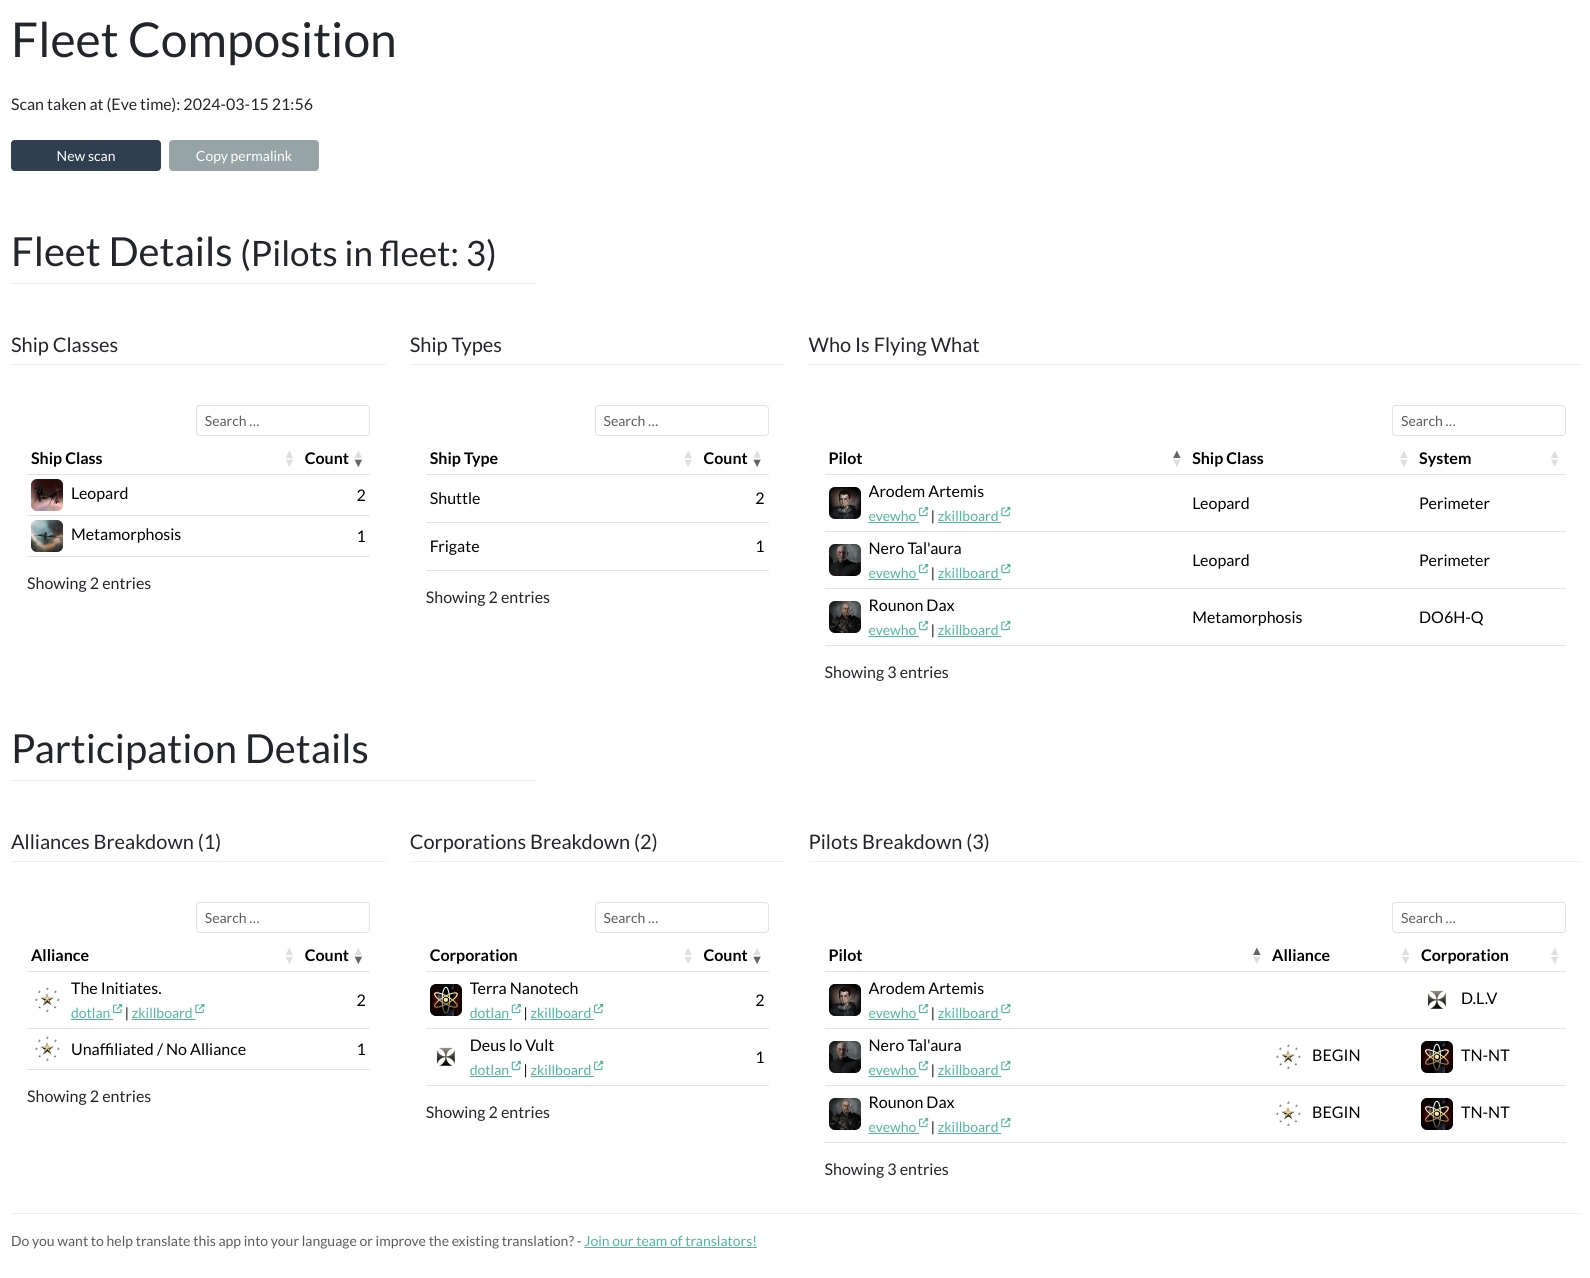 Fleet Composition
Scan taken at (Eve time): 2024-03-15 21:56
New scan
Copy permalink
Fleet Details (Pilots in fleet: 3)
Ship Classes
Search ...
Ship Class Count
Leopard 2
Metamorphosis 1
Showing 2 entries
Ship Types
Search ...
Ship Type Count
Shuttle 2
Frigate 1
Showing 2 entries
Who Is Flying What
Search ...
Pilot Ship Class System
Arodem Artemis
evewho | zkillboard
Leopard Perimeter
Nero Tal'aura
evewho | zkillboard
Leopard Perimeter
Rounon Dax
evewho | zkillboard
Metamorphosis DO6H-Q
Showing 3 entries
Participation Details
Alliances Breakdown (1)
Search ...
Alliance Count
The Initiates.
dotlan | zkillboard
2
Unaffiliated / No Alliance 1
Showing 2 entries
Corporations Breakdown (2)
Search ...
Corporation Count
Terra Nanotech
dotlan | zkillboard
2
Deus lo Vult
dotlan | zkillboard
1
Showing 2 entries
Pilots Breakdown (3)
Search ...
Pilot Alliance Corporation
Arodem Artemis
evewho | zkillboard
D.L.V
Nero Tal'aura
evewho | zkillboard
BEGIN TN-NT
Rounon Dax
evewho | zkillboard
BEGIN TN-NT
Showing 3 entries
Do you want to help translate this app into your language or improve the existing translation? - Join our team of translators!